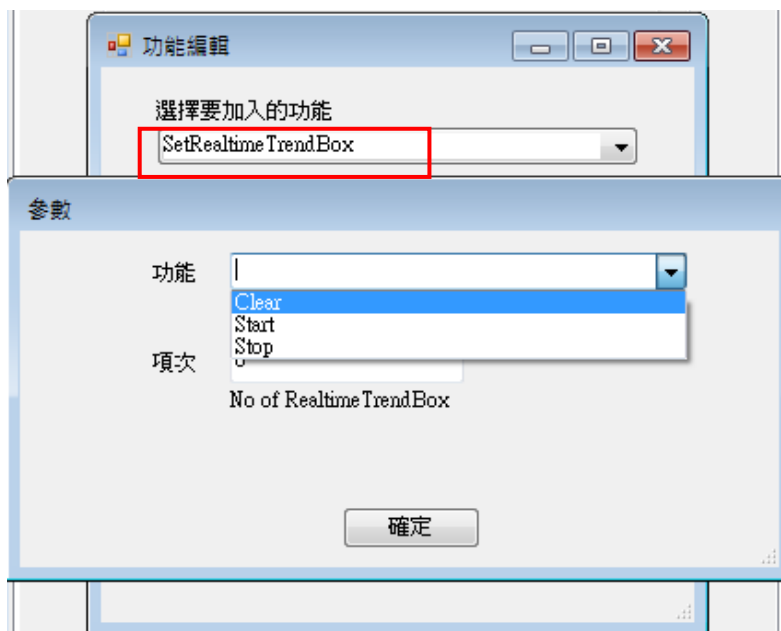 功能編輯
選擇要加入的功能
SetRealtimeTrendBox
參數
功能
Clear
Start
Stop
項次
No of RealtimeTrendBox
確定